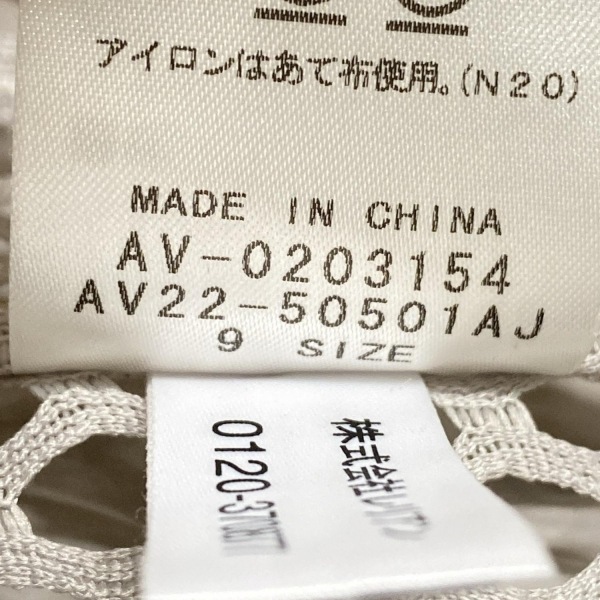 アイロンはあて布使用。(N20)
MADE IN CHINA
AV-0203154
AV22-50501AJ
9 SIZE
株式会社